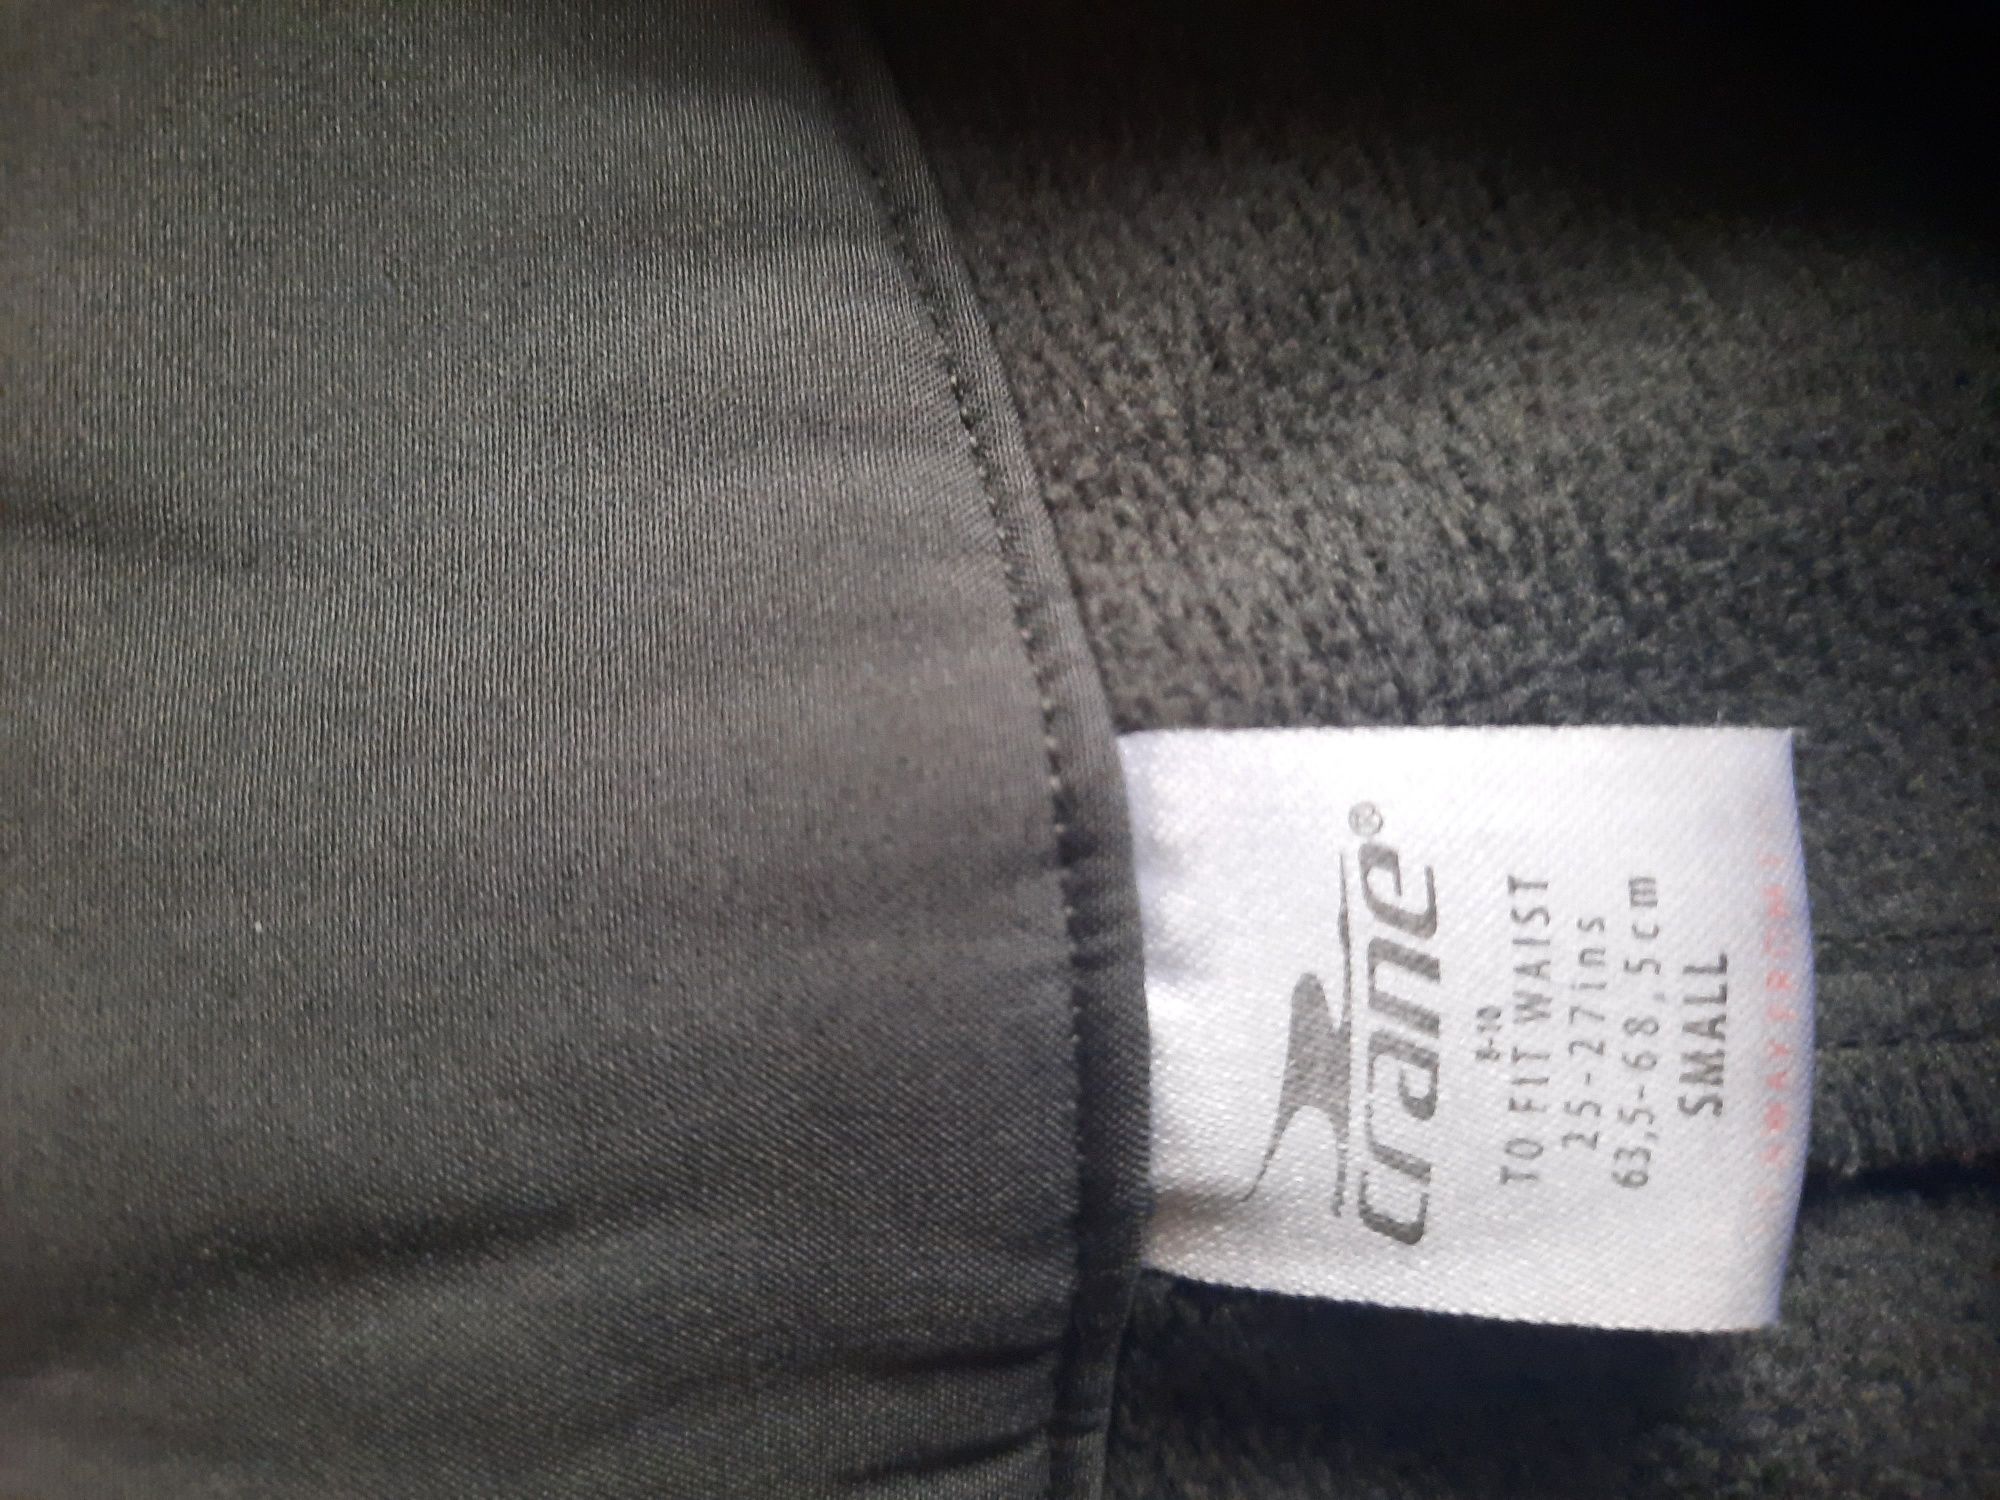 crane®
8-10
TO FIT WAIST
25-27ins
63,5-68,5cm
SMALL